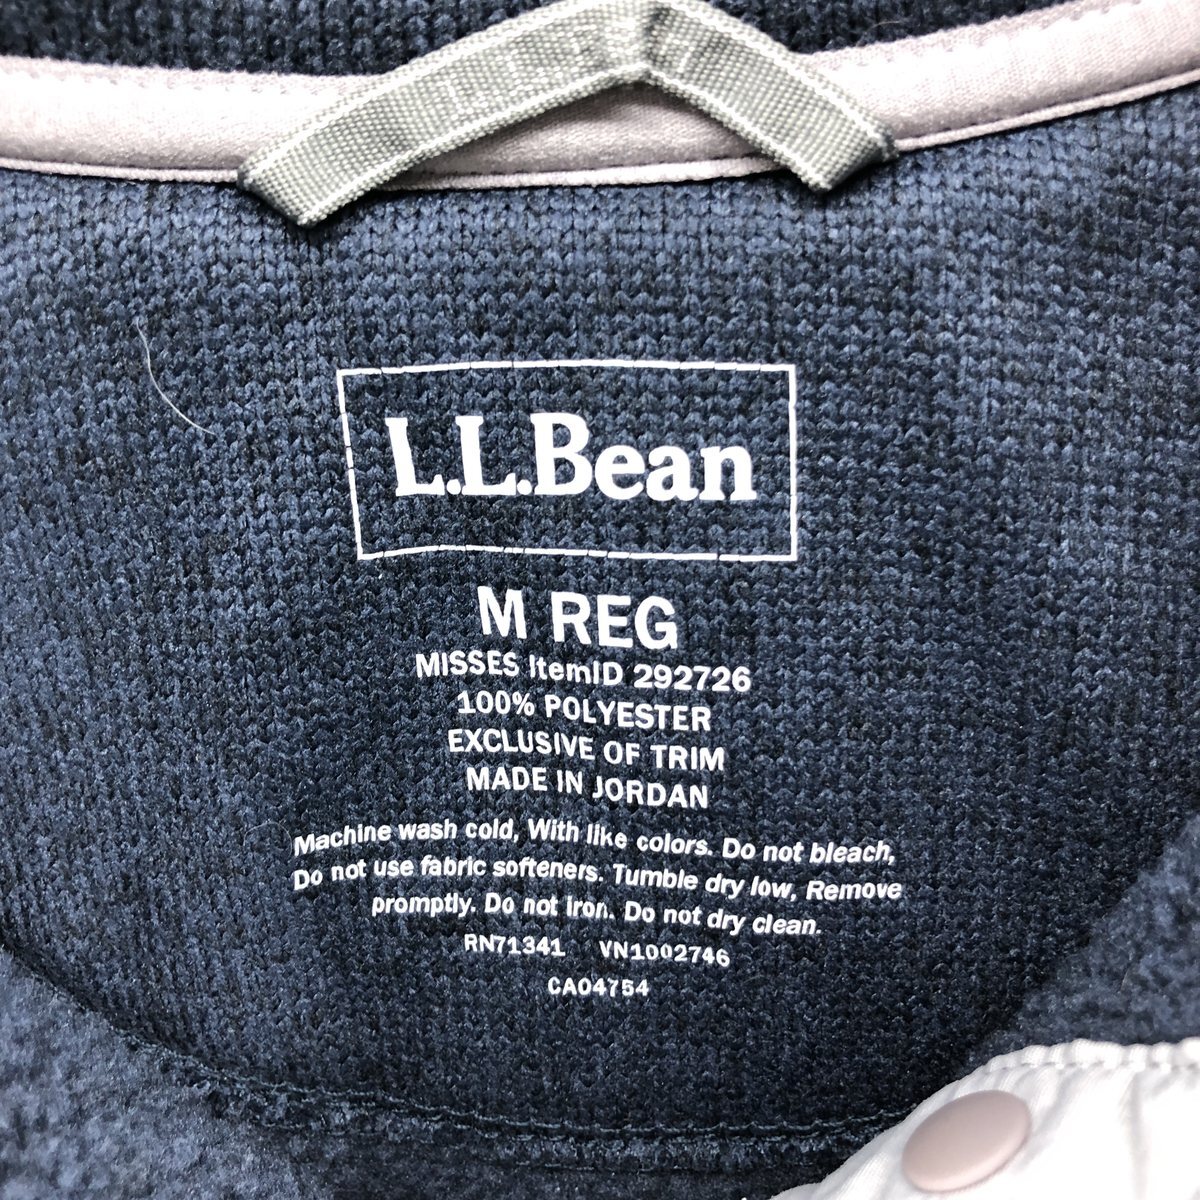 L.L.Bean
M REG
MISSES ItemID 292726
100% POLYESTER
EXCLUSIVE OF TRIM
MADE IN JORDAN
Machine wash cold, With like colors. Do not bleach,
Do not use fabric softeners. Tumble dry low, Remove
promptly. Do not iron. Do not dry clean.
RN71341 VN1002746
CA04754